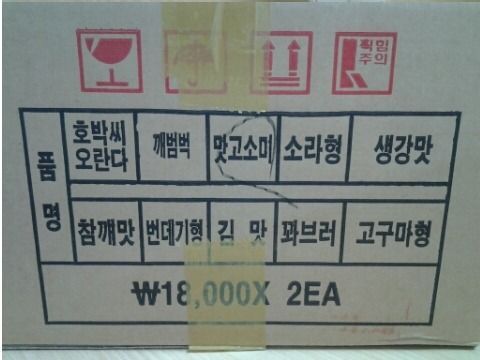 취급
주의
품명
호박씨
오란다
깨범벅
맛고소미
소라형
생강맛
참깨맛
번데기형
김 맛
꽈브러
고구마형
₩18,000X 2EA